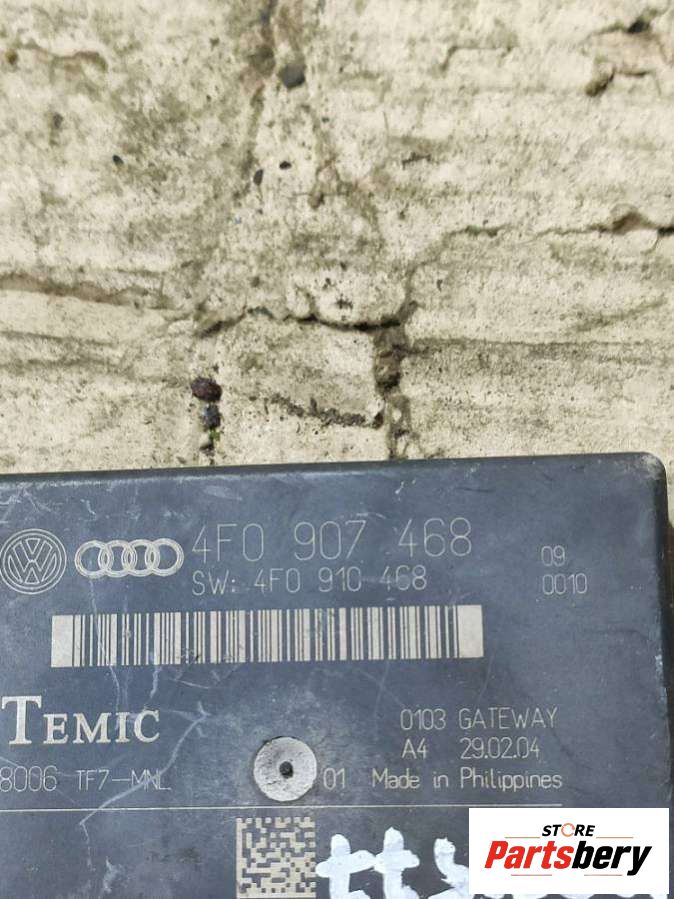 4F0 907 468
SW: 4F0 910 468
09
0010
TEMIC
0103 GATEWAY
A4 29.02.04
8006 TF7-MNL
01 Made in Philippines
STORE
Partsbery